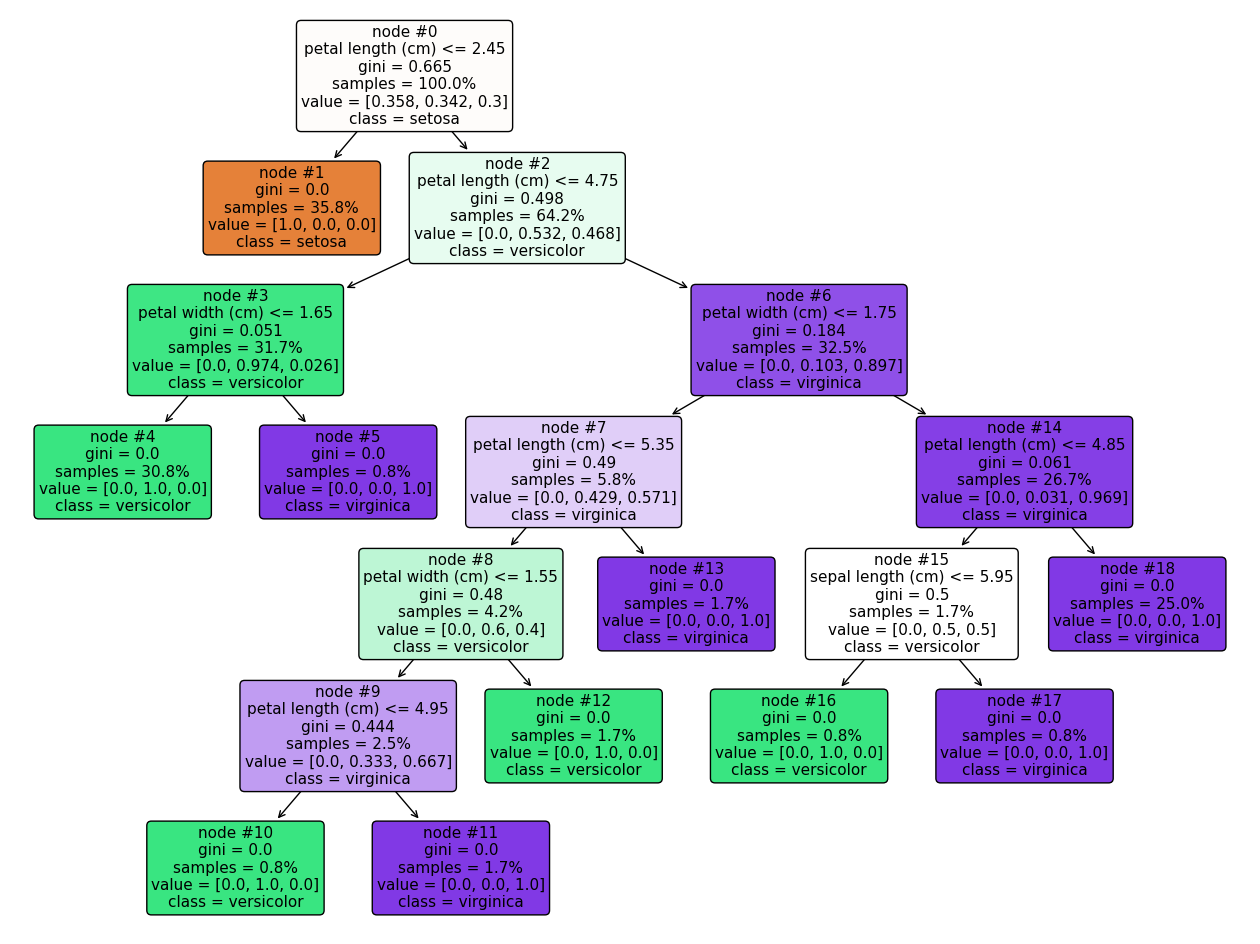 node #0
petal length (cm) <= 2.45
gini = 0.665
samples = 100.0%
value = [0.358, 0.342, 0.3]
class = setosa
node #1
gini = 0.0
samples = 35.8%
value = [1.0, 0.0, 0.0]
class = setosa
node #2
petal length (cm) <= 4.75
gini = 0.498
samples = 64.2%
value = [0.0, 0.532, 0.468]
class = versicolor
node #3
petal width (cm) <= 1.65
gini = 0.051
samples = 31.7%
value = [0.0, 0.974, 0.026]
class = versicolor
node #6
petal width (cm) <= 1.75
gini = 0.184
samples = 32.5%
value = [0.0, 0.103, 0.897]
class = virginica
node #4
gini = 0.0
samples = 30.8%
value = [0.0, 1.0, 0.0]
class = versicolor
node #5
gini = 0.0
samples = 0.8%
value = [0.0, 0.0, 1.0]
class = virginica
node #7
petal length (cm) <= 5.35
gini = 0.49
samples = 5.8%
value = [0.0, 0.429, 0.571]
class = virginica
node #14
petal length (cm) <= 4.85
gini = 0.061
samples = 26.7%
value = [0.0, 0.031, 0.969]
class = virginica
node #8
petal width (cm) <= 1.55
gini = 0.48
samples = 4.2%
value = [0.0, 0.6, 0.4]
class = versicolor
node #13
gini = 0.0
samples = 1.7%
value = [0.0, 0.0, 1.0]
class = virginica
node #15
sepal length (cm) <= 5.95
gini = 0.5
samples = 1.7%
value = [0.0, 0.5, 0.5]
class = versicolor
node #18
gini = 0.0
samples = 25.0%
value = [0.0, 0.0, 1.0]
class = virginica
node #9
petal length (cm) <= 4.95
gini = 0.444
samples = 2.5%
value = [0.0, 0.333, 0.667]
class = virginica
node #12
gini = 0.0
samples = 1.7%
value = [0.0, 1.0, 0.0]
class = versicolor
node #16
gini = 0.0
samples = 0.8%
value = [0.0, 1.0, 0.0]
class = versicolor
node #17
gini = 0.0
samples = 0.8%
value = [0.0, 0.0, 1.0]
class = virginica
node #10
gini = 0.0
samples = 0.8%
value = [0.0, 1.0, 0.0]
class = versicolor
node #11
gini = 0.0
samples = 1.7%
value = [0.0, 0.0, 1.0]
class = virginica